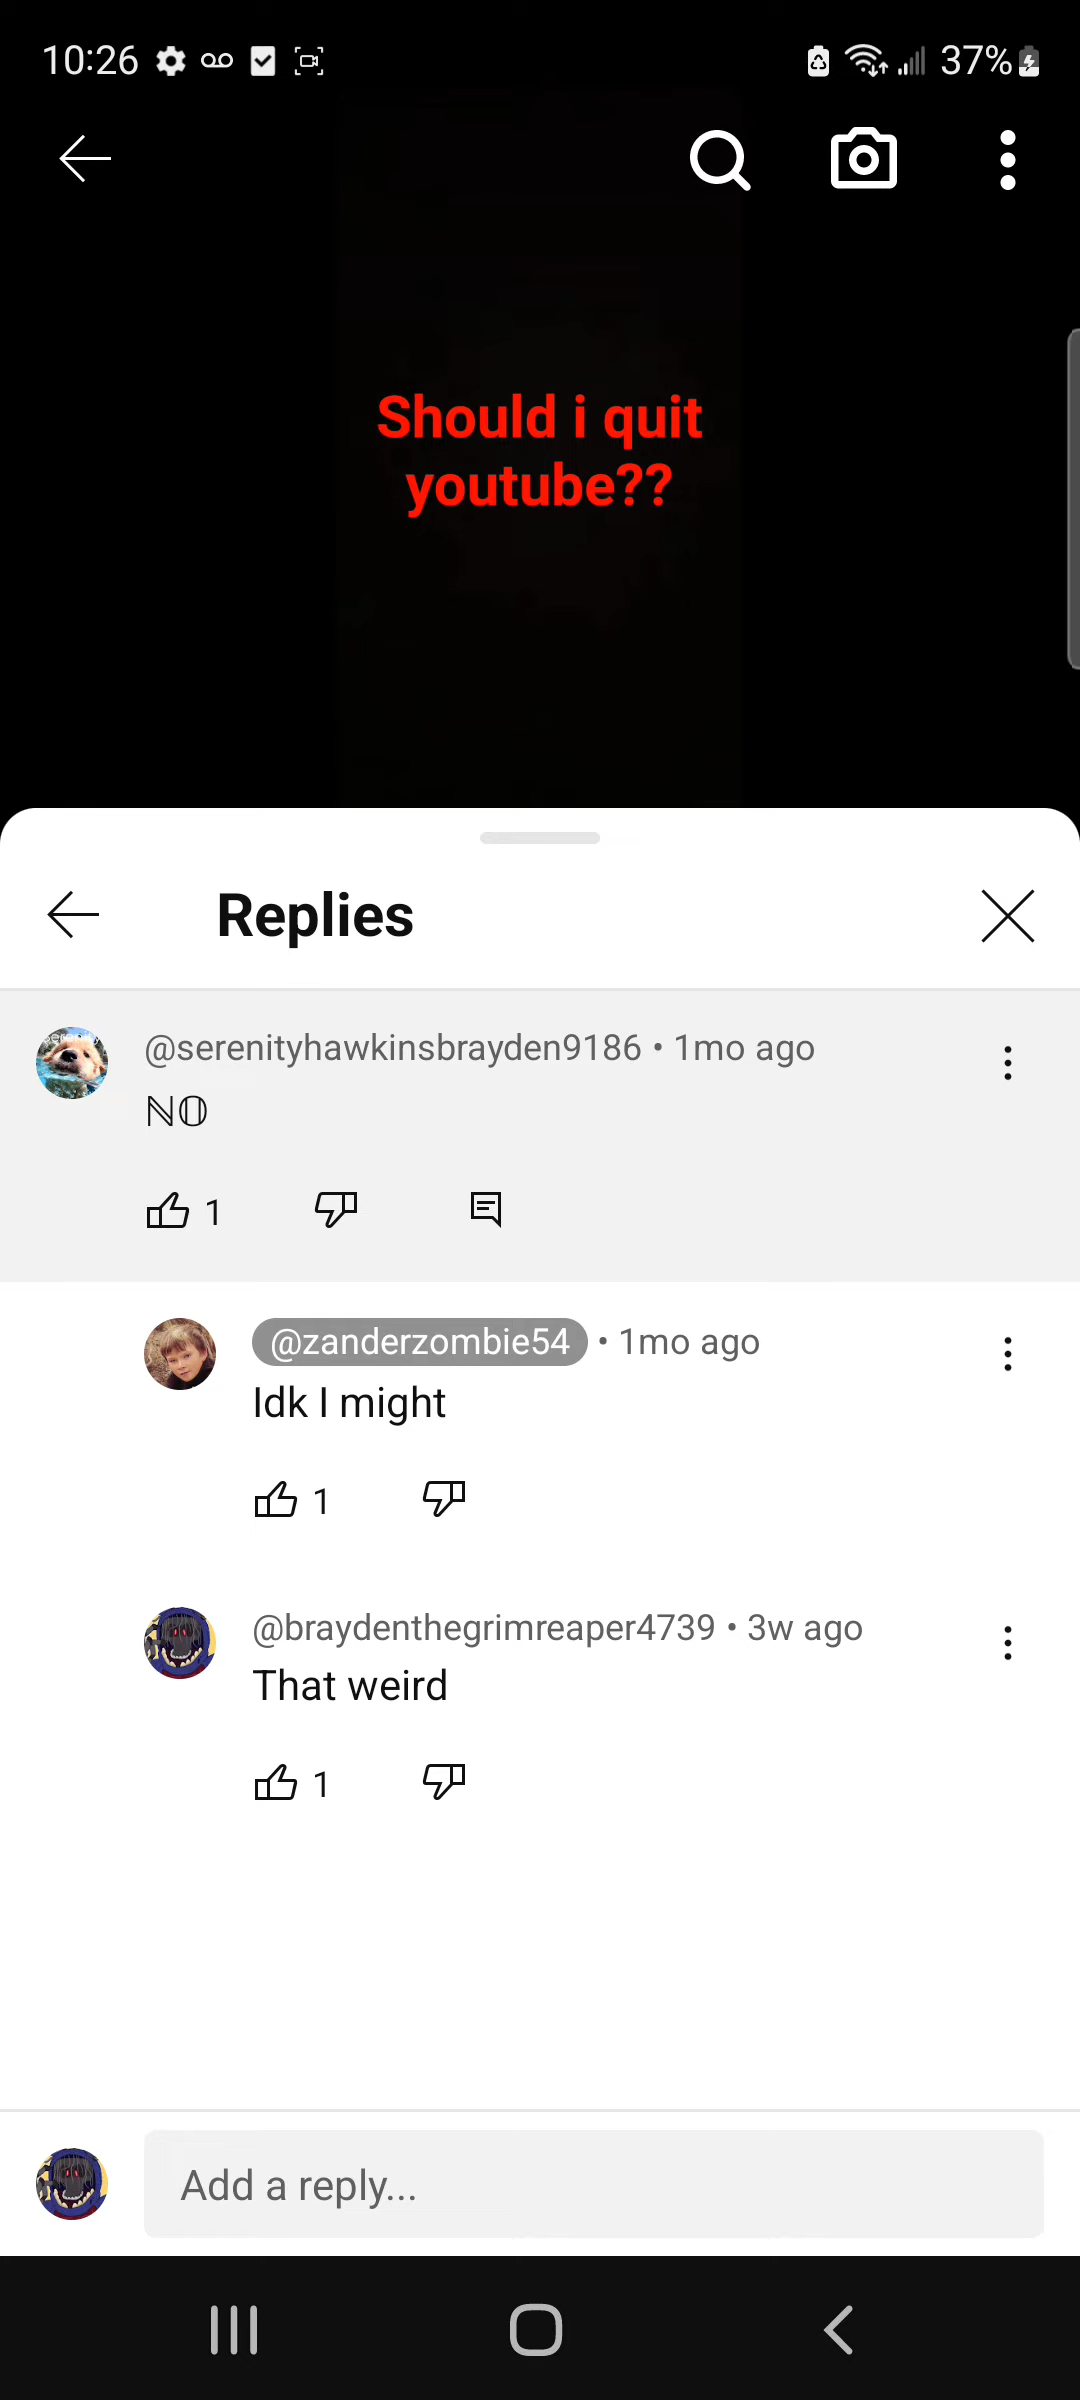 10:26
37%
Should i quit
youtube??
Replies
@serenityhawkinsbrayden9186 • 1mo ago
ℕ𝕆
1
@zanderzombie54 • 1mo ago
Idk I might
1
@braydenthegrimreaper4739 • 3w ago
That weird
1
Add a reply...